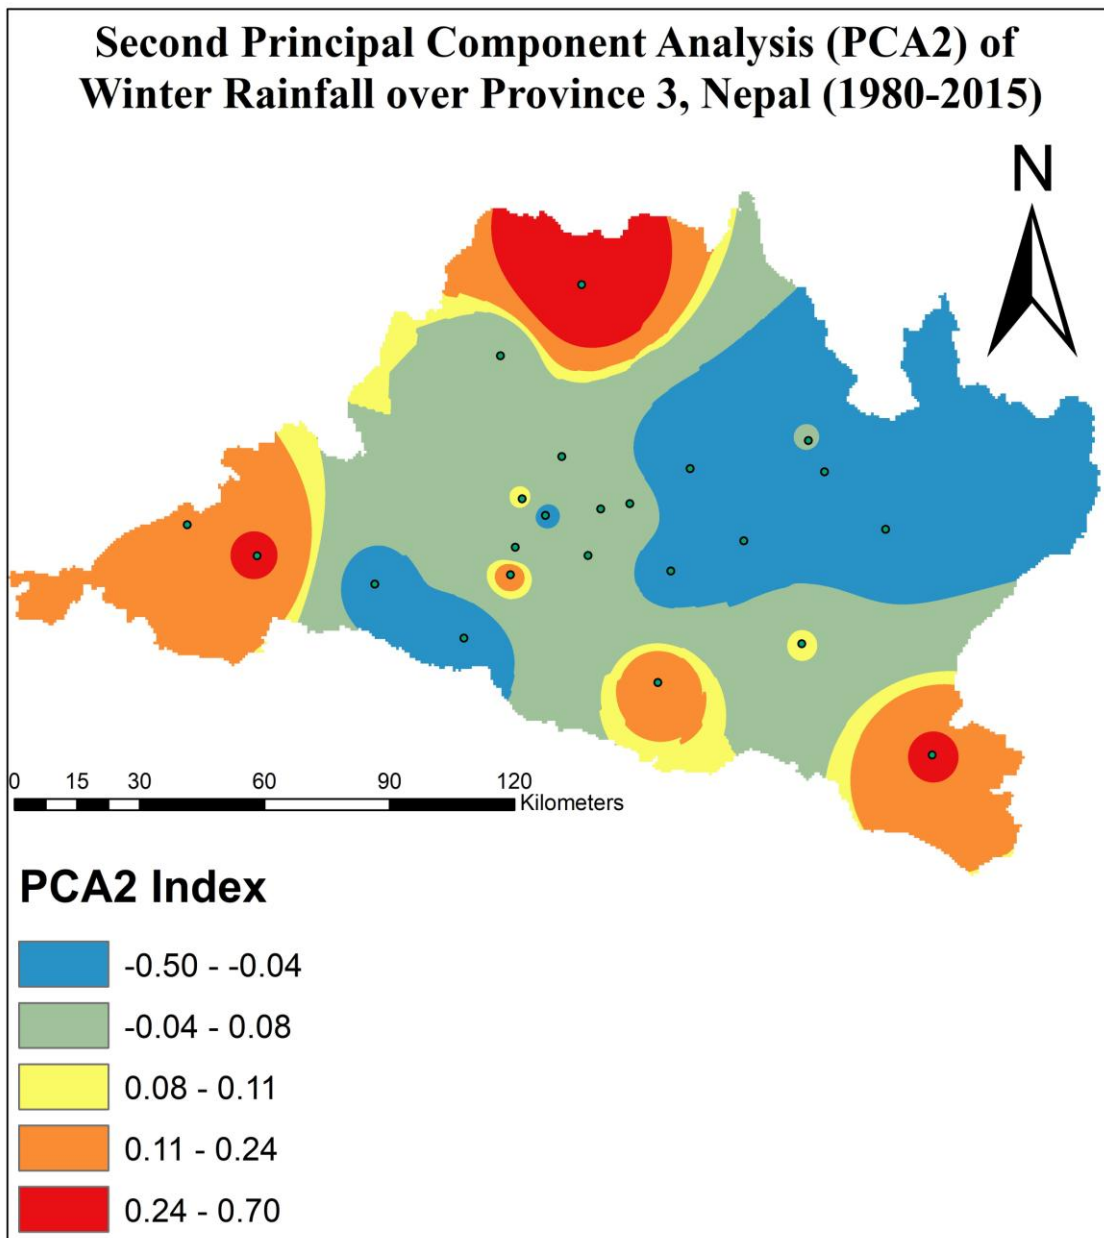 Second Principal Component Analysis (PCA2) of
Winter Rainfall over Province 3, Nepal (1980-2015)
N
0 15 30 60 90 120
Kilometers
PCA2 Index
-0.50 - -0.04
-0.04 - 0.08
0.08 - 0.11
0.11 - 0.24
0.24 - 0.70